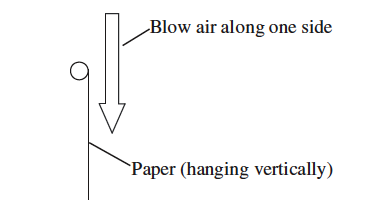 Blow air along one side
Paper (hanging vertically)